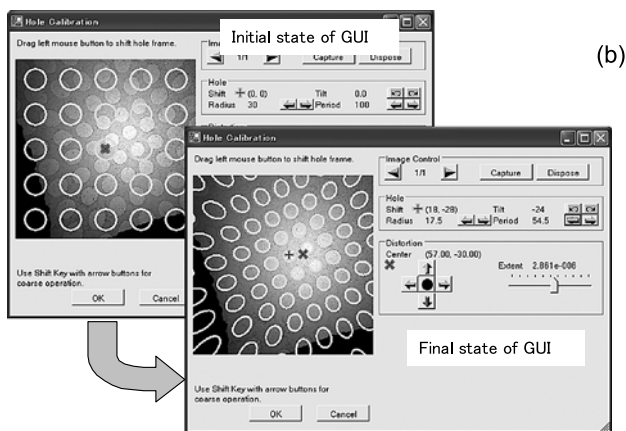 Hole Calibration
Initial state of GUI
(b)
Drag left mouse button to shift hole frame.
1/1
Capture
Dispose
Hole
Shift (0, 0) Tilt 0.0
Radius 30 Period 100
Use Shift Key with arrow buttons for
coarse operation.
OK
Cancel
Hole Calibration
Drag left mouse button to shift hole frame.
Image Control
1/1
Capture
Dispose
Hole
Shift (18, -28) Tilt -24
Radius 17.5 Period 54.5
Distortion
Center (57.00, -30.00)
Extent 2.861e-006
Final state of GUI
Use Shift Key with arrow buttons for
coarse operation.
OK
Cancel